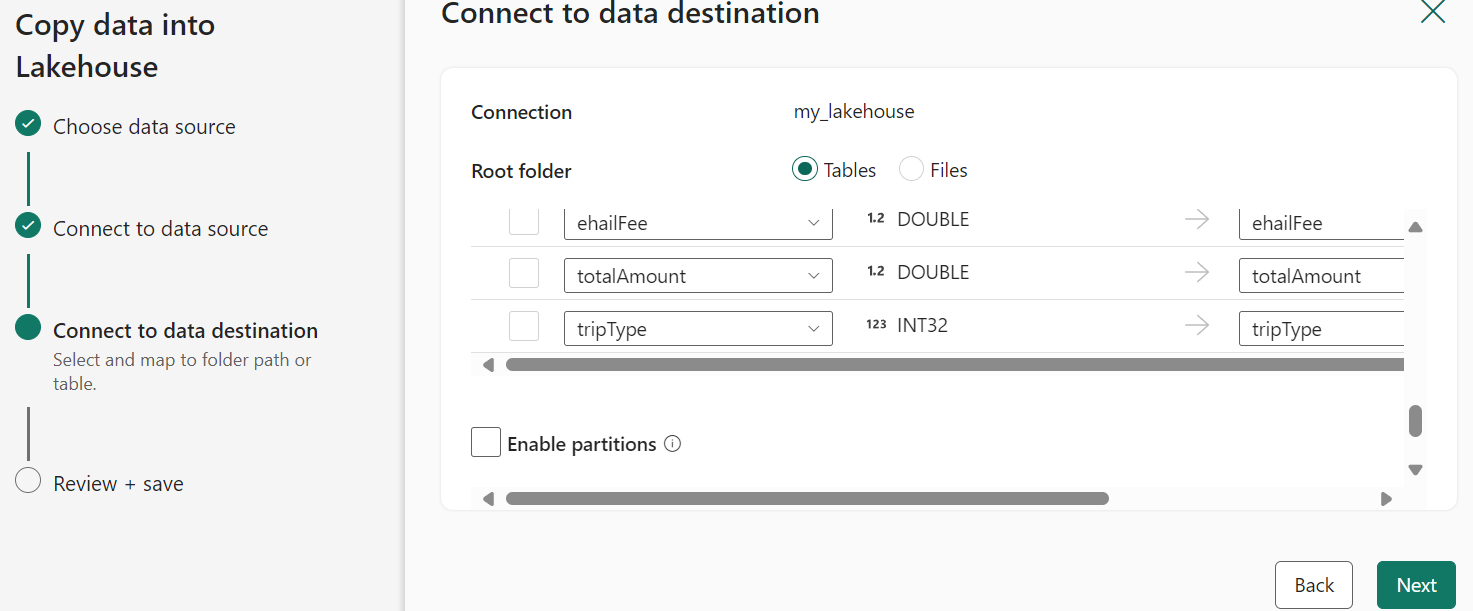 Copy data into
Lakehouse
Choose data source
Connect to data source
Connect to data destination
Select and map to folder path or
table.
Review + save
Connect to data destination
Connection my_lakehouse
Root folder Tables Files
ehailFee 1.2 DOUBLE ehailFee
totalAmount 1.2 DOUBLE totalAmount
tripType 123 INT32 tripType
Enable partitions
Back Next